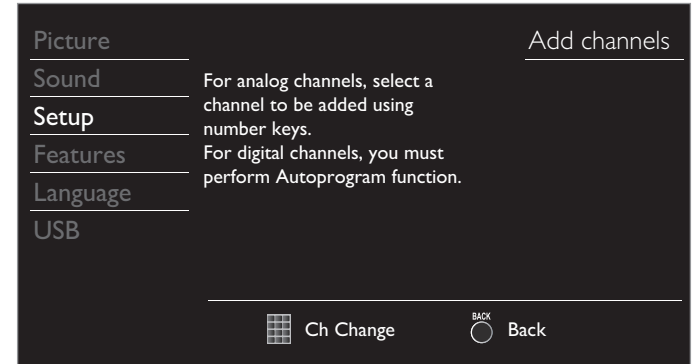 Picture
Add channels
Sound
Setup
Features
Language
USB
For analog channels, select a
channel to be added using
number keys.
For digital channels, you must
perform Autoprogram function.
Ch Change
BACK
Back